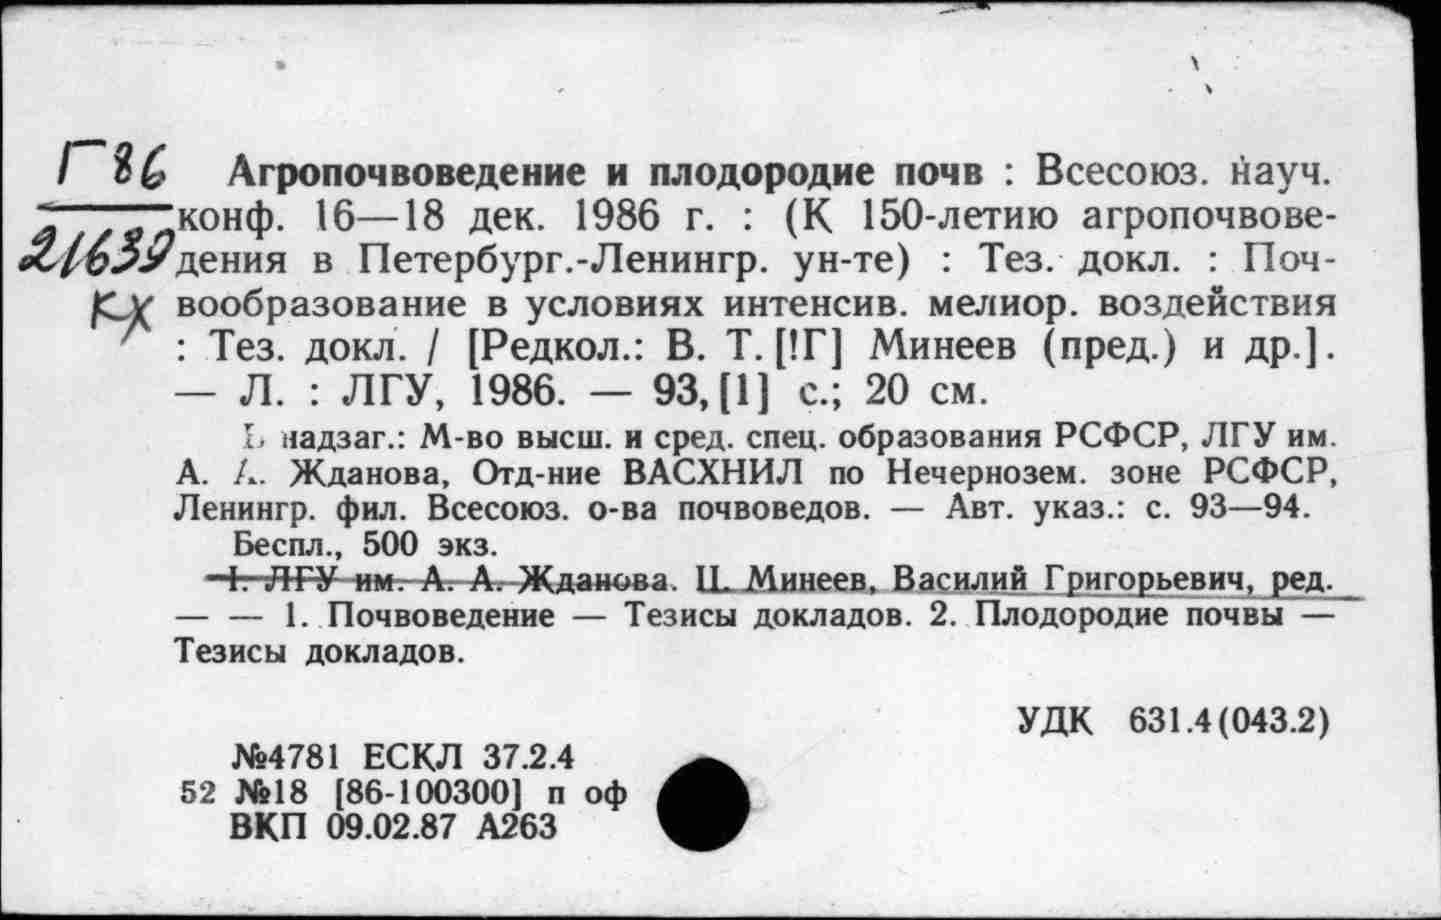 Г86 Агропочвоведение и плодородие почв : Всесоюз. науч.
конф. 16—18 дек. 1986 г. : (К 150-летию агропочвове-
21639 дения в Петербург.-Ленингр. ун-те) : Тез. докл. : Поч-
кх вообразование в условиях интенсив. мелиор. воздействия
: Тез. докл. / [Редкол.: В. Т. [!Г] Минеев (пред.) и др.].
— Л. : ЛГУ, 1986. — 93, [1] с.; 20 см.
В надзаг.: М-во высш. и сред. спец. образования РСФСР, ЛГУ им.
А. А. Жданова, Отд-ние ВАСХНИЛ по Нечернозем. зоне РСФСР,
Ленингр. фил. Всесоюз. о-ва почвоведов. — Авт. указ.: с. 93—94.
Беспл., 500 экз.
I. ЛГУ им. А. А. Жданова. II. Минеев, Василий Григорьевич, ред.
— — 1. Почвоведение — Тезисы докладов. 2. Плодородие почвы —
Тезисы докладов.
УДК 631.4(043.2)
№4781 ЕСКЛ 37.2.4
52 №18 [86-100300] п оф
ВКП 09.02.87 А263